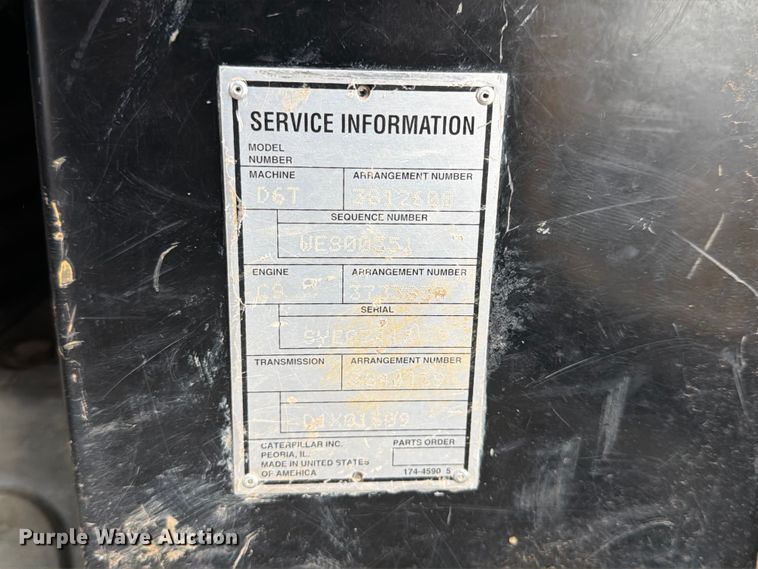 SERVICE INFORMATION
MODEL
NUMBER
MACHINE ARRANGEMENT NUMBER
D6T
SEQUENCE NUMBER
ENGINE ARRANGEMENT NUMBER
C9
SERIAL
TRANSMISSION ARRANGEMENT NUMBER
CATERPILLAR INC. PARTS ORDER
PEORIA, IL.
MADE IN UNITED STATES
OF AMERICA 174-4590 5
Purple Wave Auction